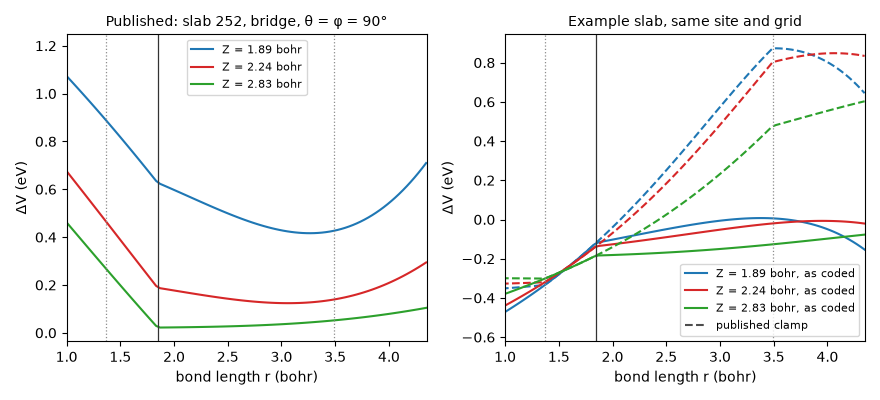 Published: slab 252, bridge, θ = φ = 90°
ΔV (eV)
1.2
1.0
0.8
0.6
0.4
0.2
0.0
Z = 1.89 bohr
Z = 2.24 bohr
Z = 2.83 bohr
1.0 1.5 2.0 2.5 3.0 3.5 4.0
bond length r (bohr)
Example slab, same site and grid
ΔV (eV)
0.8
0.6
0.4
0.2
0.0
−0.2
−0.4
−0.6
Z = 1.89 bohr, as coded
Z = 2.24 bohr, as coded
Z = 2.83 bohr, as coded
published clamp
1.0 1.5 2.0 2.5 3.0 3.5 4.0
bond length r (bohr)